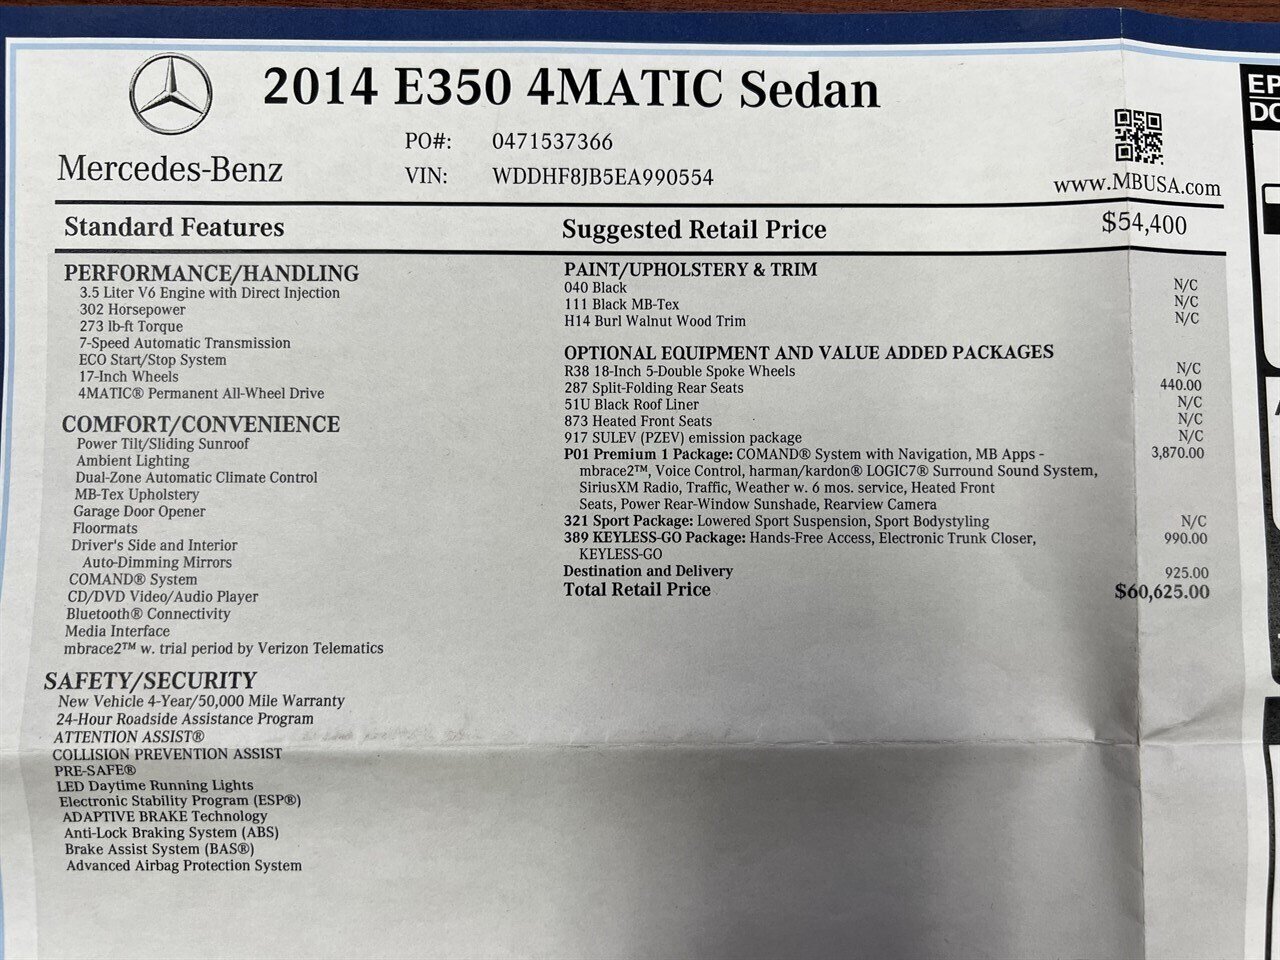 2014 E350 4MATIC Sedan
PO#: 0471537366
Mercedes-Benz
VIN: WDDHF8JB5EA990554
www.MBUSA.com
Standard Features
PERFORMANCE/HANDLING
3.5 Liter V6 Engine with Direct Injection
302 Horsepower
273 lb-ft Torque
7-Speed Automatic Transmission
ECO Start/Stop System
17-Inch Wheels
4MATIC® Permanent All-Wheel Drive
COMFORT/CONVENIENCE
Power Tilt/Sliding Sunroof
Ambient Lighting
Dual-Zone Automatic Climate Control
MB-Tex Upholstery
Garage Door Opener
Floormats
Driver's Side and Interior
Auto-Dimming Mirrors
COMAND® System
CD/DVD Video/Audio Player
Bluetooth® Connectivity
Media Interface
mbrace2™ w. trial period by Verizon Telematics
SAFETY/SECURITY
New Vehicle 4-Year/50,000 Mile Warranty
24-Hour Roadside Assistance Program
ATTENTION ASSIST®
COLLISION PREVENTION ASSIST
PRE-SAFE®
LED Daytime Running Lights
Electronic Stability Program (ESP®)
ADAPTIVE BRAKE Technology
Anti-Lock Braking System (ABS)
Brake Assist System (BAS®)
Advanced Airbag Protection System
Suggested Retail Price $54,400
PAINT/UPHOLSTERY & TRIM
040 Black N/C
111 Black MB-Tex N/C
H14 Burl Walnut Wood Trim N/C
OPTIONAL EQUIPMENT AND VALUE ADDED PACKAGES
R38 18-Inch 5-Double Spoke Wheels N/C
287 Split-Folding Rear Seats 440.00
51U Black Roof Liner N/C
873 Heated Front Seats N/C
917 SULEV (PZEV) emission package N/C
P01 Premium 1 Package: COMAND® System with Navigation, MB Apps - 3,870.00
mbrace2™, Voice Control, harman/kardon® LOGIC7® Surround Sound System,
SiriusXM Radio, Traffic, Weather w. 6 mos. service, Heated Front
Seats, Power Rear-Window Sunshade, Rearview Camera
321 Sport Package: Lowered Sport Suspension, Sport Bodystyling N/C
389 KEYLESS-GO Package: Hands-Free Access, Electronic Trunk Closer, 990.00
KEYLESS-GO
Destination and Delivery 925.00
Total Retail Price $60,625.00